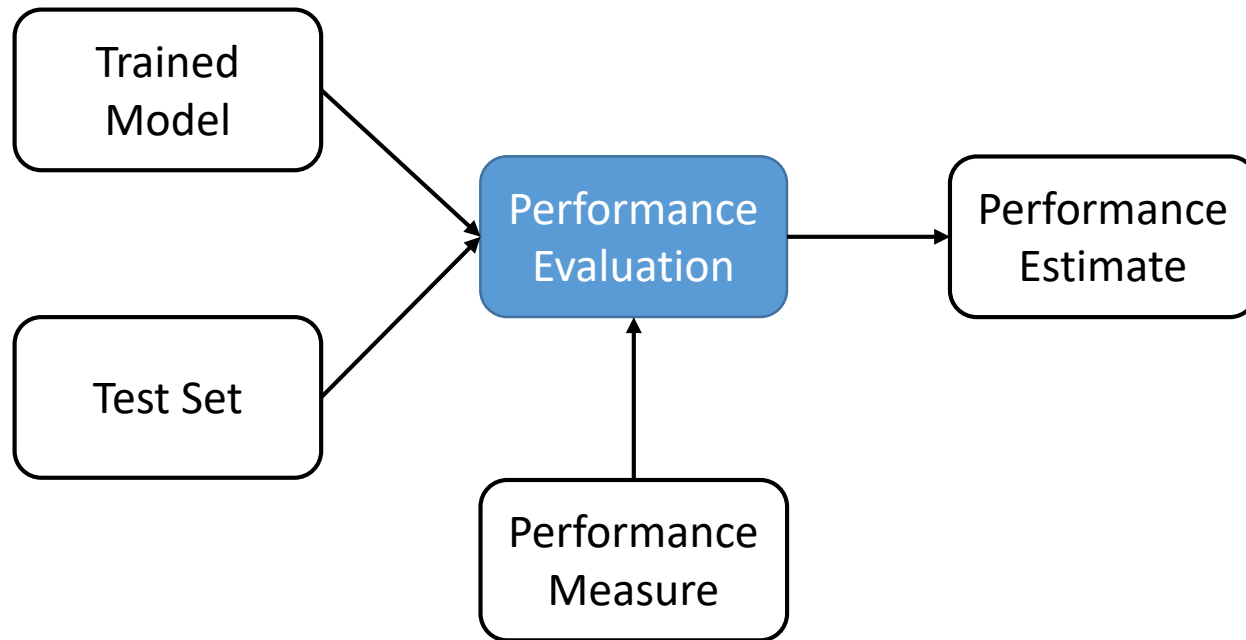 Trained
Model
Performance
Evaluation
Performance
Estimate
Test Set
Performance
Measure